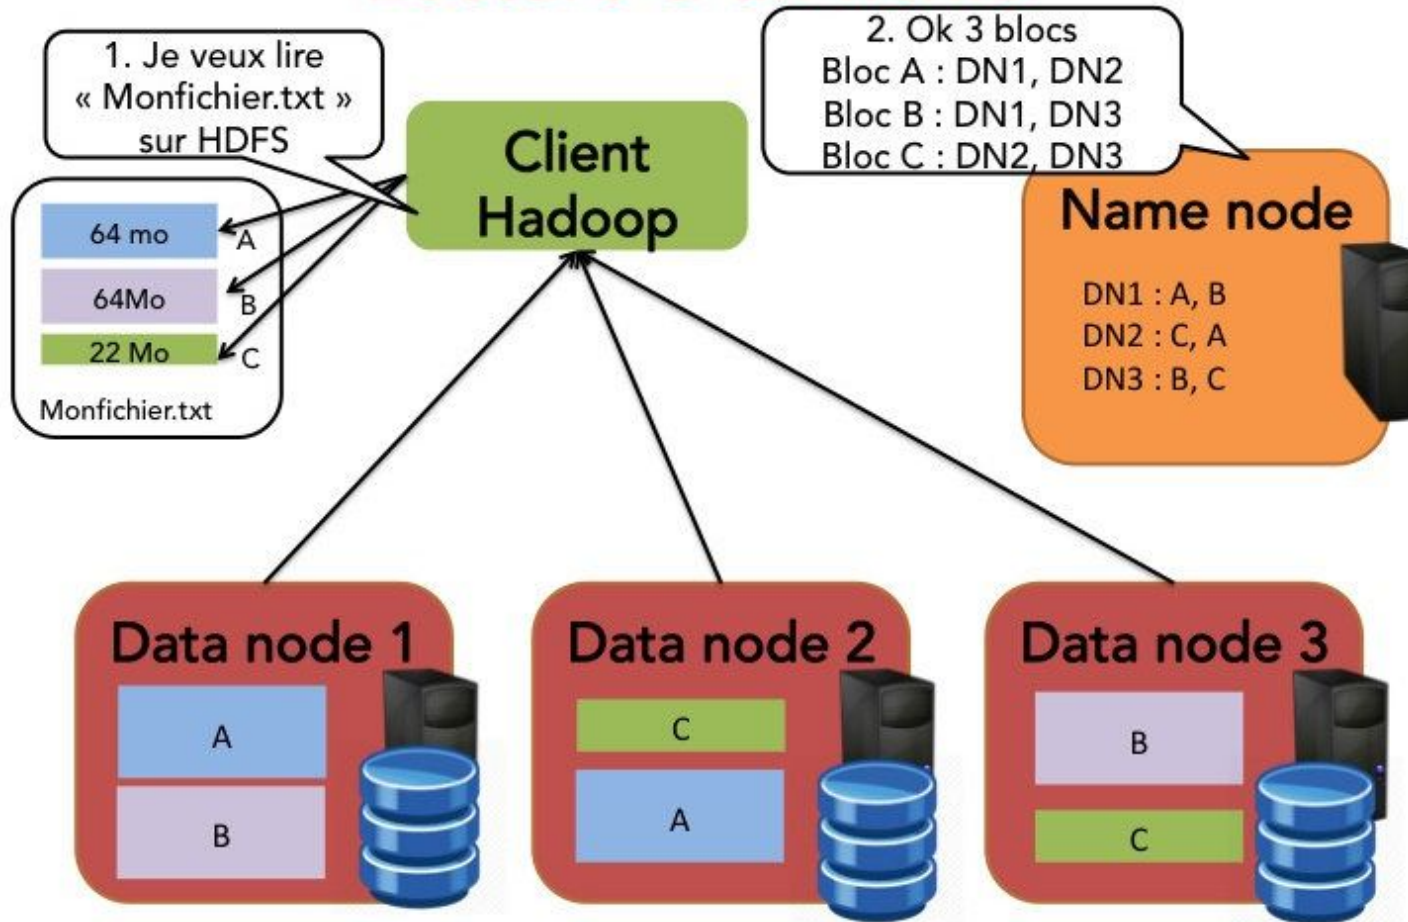 1. Je veux lire
« Monfichier.txt »
sur HDFS
2. Ok 3 blocs
Bloc A : DN1, DN2
Bloc B : DN1, DN3
Bloc C : DN2, DN3
Client
Hadoop
Name node
DN1 : A, B
DN2 : C, A
DN3 : B, C
64 mo
A
64Mo
B
22 Mo
C
Monfichier.txt
Data node 1
A
B
Data node 2
C
A
Data node 3
B
C